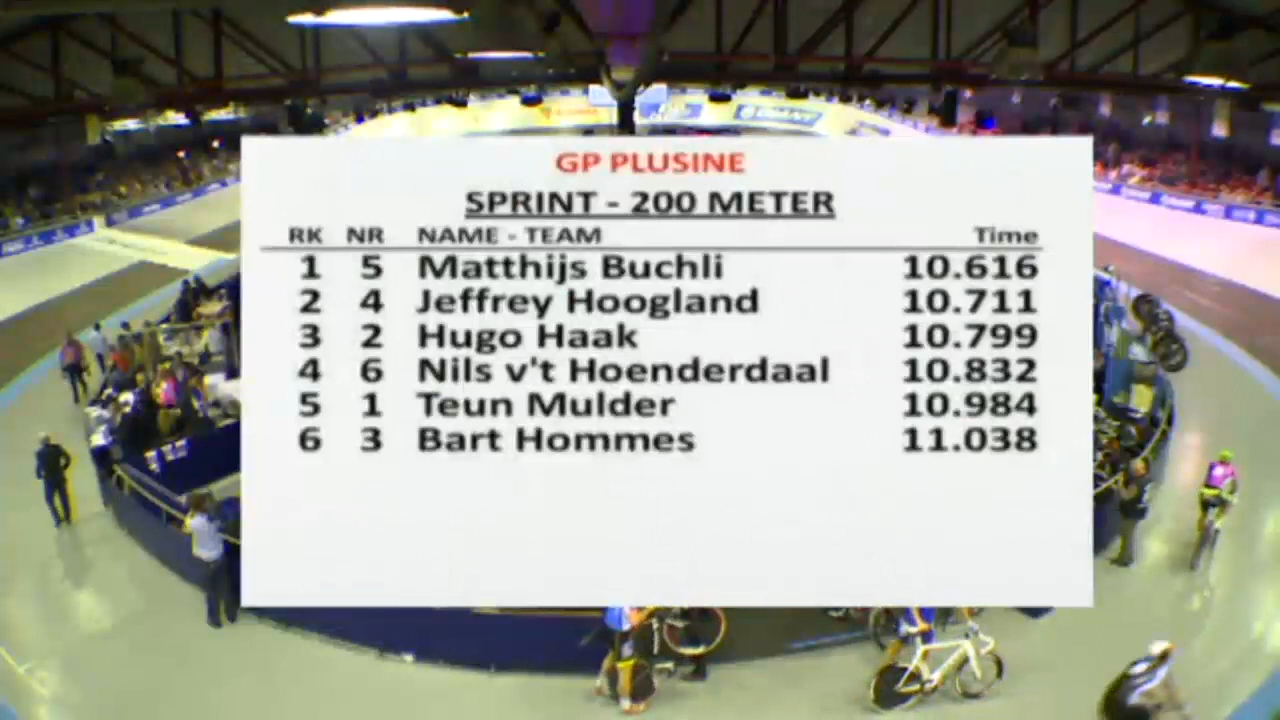 GP PLUSINE
SPRINT - 200 METER
RK NR NAME - TEAM Time
1 5 Matthijs Buchli 10.616
2 4 Jeffrey Hoogland 10.711
3 2 Hugo Haak 10.799
4 6 Nils v't Hoenderdaal 10.832
5 1 Teun Mulder 10.984
6 3 Bart Hommes 11.038